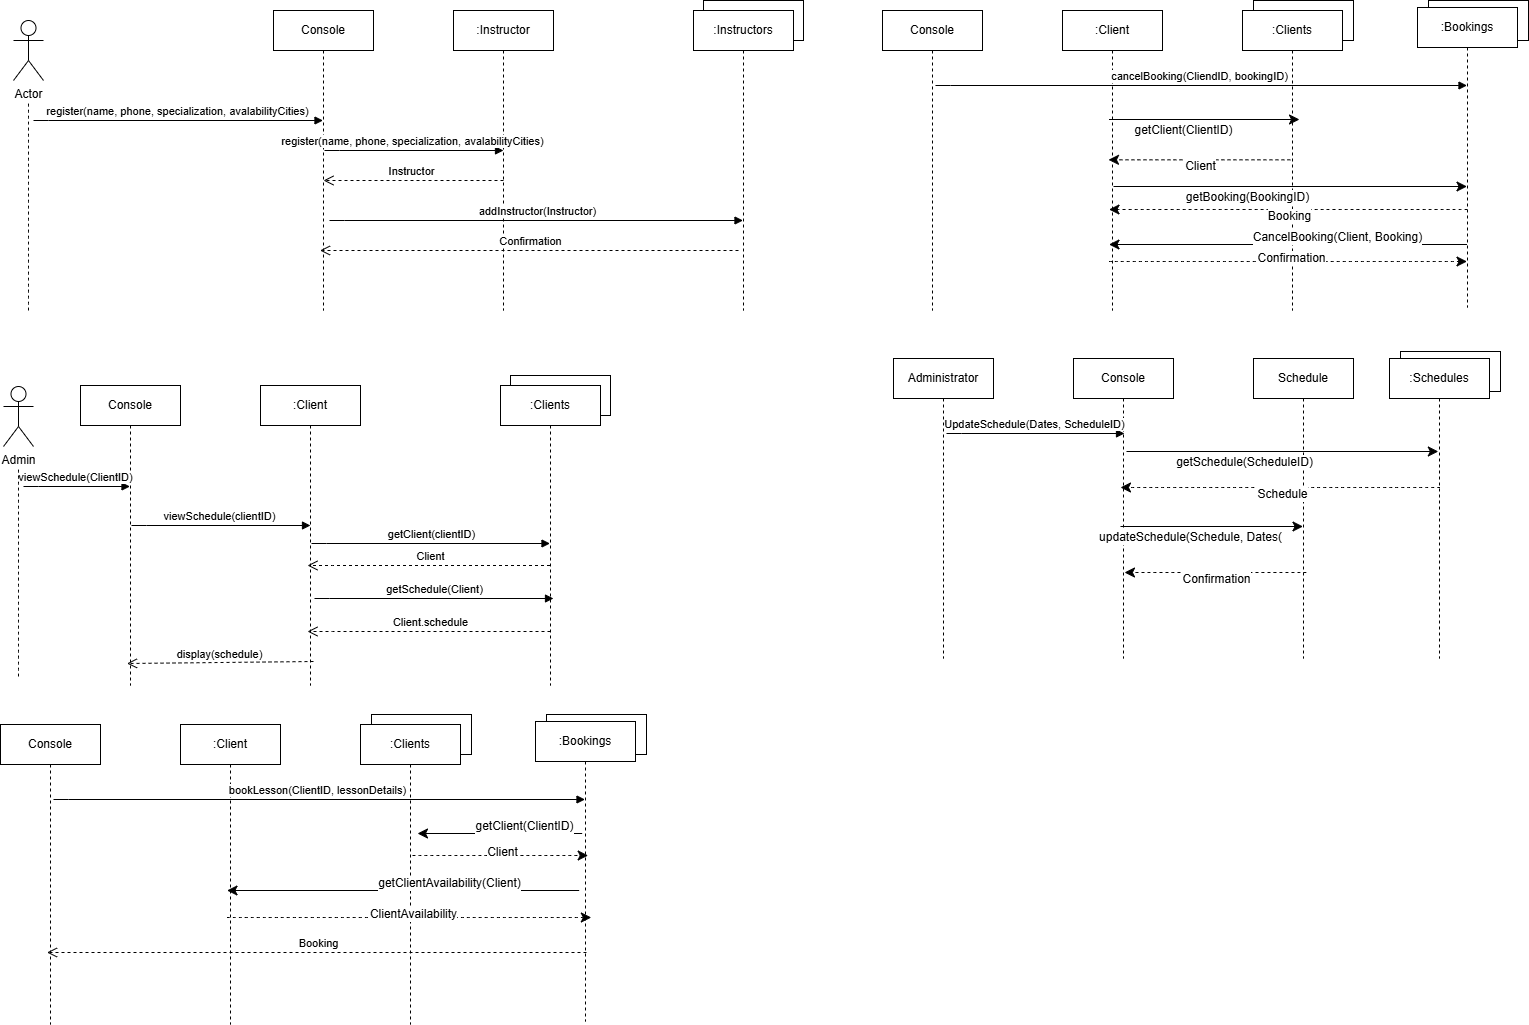 Console
:Instructor
:Instructors
Actor
register(name, phone, specialization, avalabilityCities)
register(name, phone, specialization, avalabilityCities)
Instructor
addInstructor(Instructor)
Confirmation
Console
:Client
:Clients
:Bookings
cancelBooking(CliendID, bookingID)
getClient(ClientID)
Client
getBooking(BookingID)
Booking
CancelBooking(Client, Booking)
Confirmation
Console
:Client
:Clients
Admin
viewSchedule(ClientID)
viewSchedule(clientID)
getClient(clientID)
Client
getSchedule(Client)
Client.schedule
display(schedule)
Administrator
Console
Schedule
:Schedules
UpdateSchedule(Dates, ScheduleID)
getSchedule(ScheduleID)
Schedule
updateSchedule(Schedule, Dates(
Confirmation
Console
:Client
:Clients
:Bookings
bookLesson(ClientID, lessonDetails)
getClient(ClientID)
Client
getClientAvailability(Client)
ClientAvailability
Booking